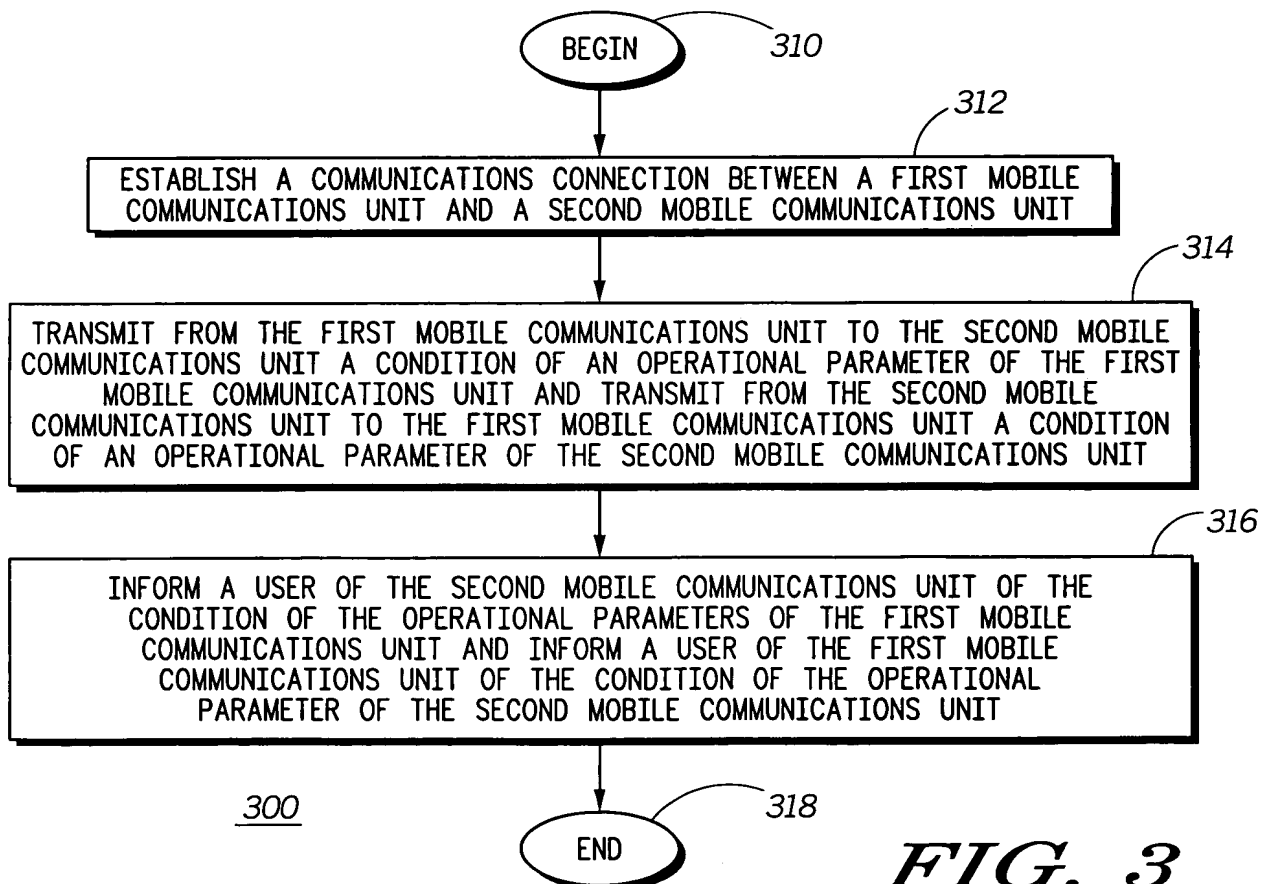 BEGIN
310
312
ESTABLISH A COMMUNICATIONS CONNECTION BETWEEN A FIRST MOBILE
COMMUNICATIONS UNIT AND A SECOND MOBILE COMMUNICATIONS UNIT
314
TRANSMIT FROM THE FIRST MOBILE COMMUNICATIONS UNIT TO THE SECOND MOBILE
COMMUNICATIONS UNIT A CONDITION OF AN OPERATIONAL PARAMETER OF THE FIRST
MOBILE COMMUNICATIONS UNIT AND TRANSMIT FROM THE SECOND MOBILE
COMMUNICATIONS UNIT TO THE FIRST MOBILE COMMUNICATIONS UNIT A CONDITION
OF AN OPERATIONAL PARAMETER OF THE SECOND MOBILE COMMUNICATIONS UNIT
316
INFORM A USER OF THE SECOND MOBILE COMMUNICATIONS UNIT OF THE
CONDITION OF THE OPERATIONAL PARAMETERS OF THE FIRST MOBILE
COMMUNICATIONS UNIT AND INFORM A USER OF THE FIRST MOBILE
COMMUNICATIONS UNIT OF THE CONDITION OF THE OPERATIONAL
PARAMETER OF THE SECOND MOBILE COMMUNICATIONS UNIT
300
318
END
FIG. 3